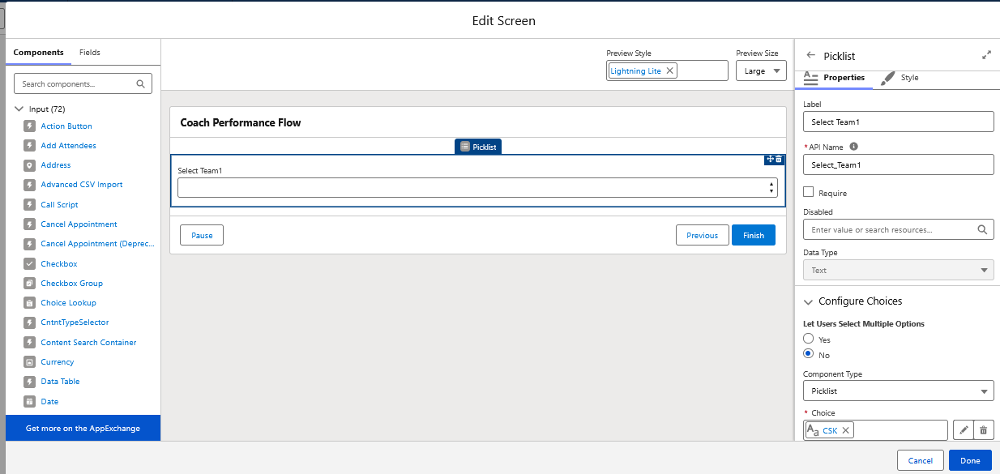 Edit Screen
Components
Fields
Search components...
Input (72)
Action Button
Add Attendees
Address
Advanced CSV Import
Call Script
Cancel Appointment
Cancel Appointment (Deprec...
Checkbox
Checkbox Group
Choice Lookup
CntntTypeSelector
Content Search Container
Currency
Data Table
Date
Get more on the AppExchange
Preview Style
Lightning Lite
Preview Size
Large
Coach Performance Flow
Picklist
Select Team1
Pause
Previous
Finish
Picklist
Properties
Style
Label
Select Team1
* API Name
Select_Team1
Require
Disabled
Enter value or search resources...
Data Type
Text
Configure Choices
Let Users Select Multiple Options
Yes
No
Component Type
Picklist
* Choice
Aa CSK
Cancel
Done